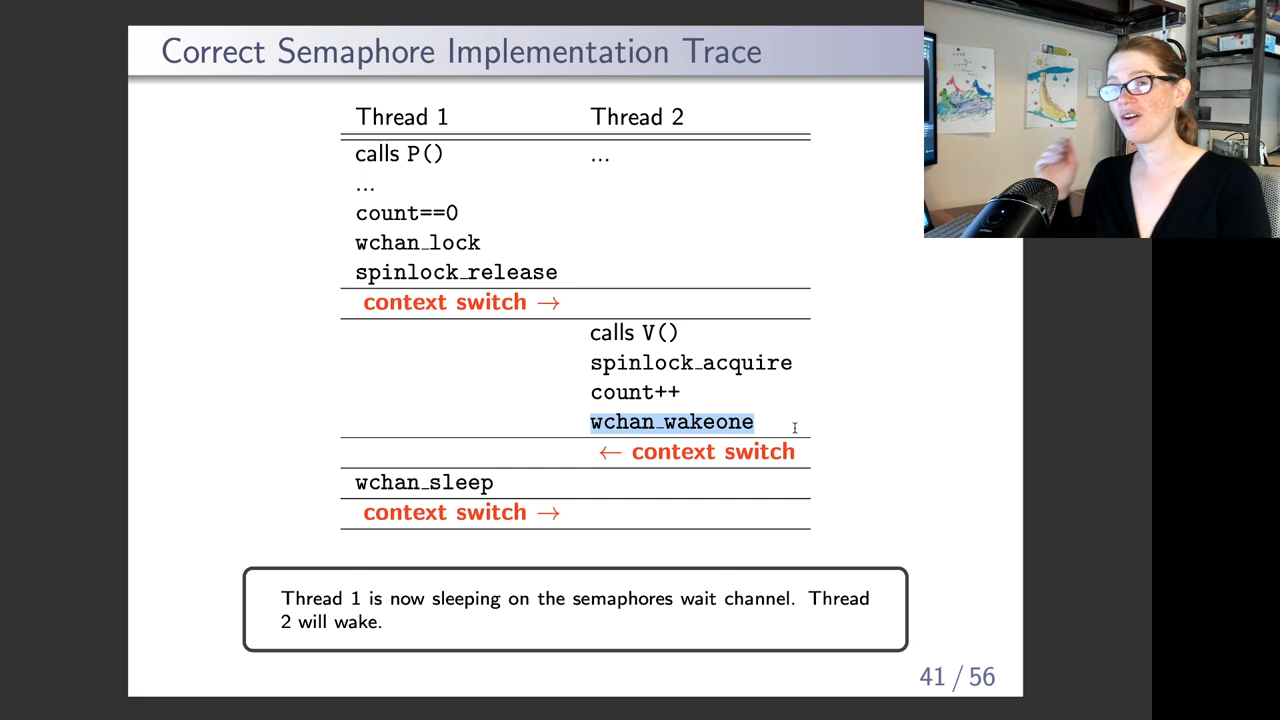 Correct Semaphore Implementation Trace
Thread 1 Thread 2
calls P() ...
...
count==0
wchan_lock
spinlock_release
context switch →
calls V()
spinlock_acquire
count++
wchan_wakeone
← context switch
wchan_sleep
context switch →
Thread 1 is now sleeping on the semaphores wait channel. Thread
2 will wake.
41 / 56